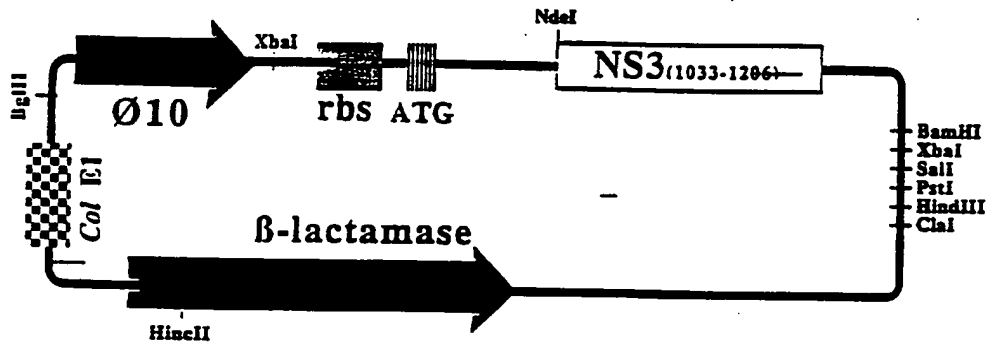 NdeI
XbaI
NS3(1033-1206)
BglII
Ø10
rbs
ATG
BamHI
XbaI
SalI
PstI
HindIII
ClaI
Col E1
ß-lactamase
HincII